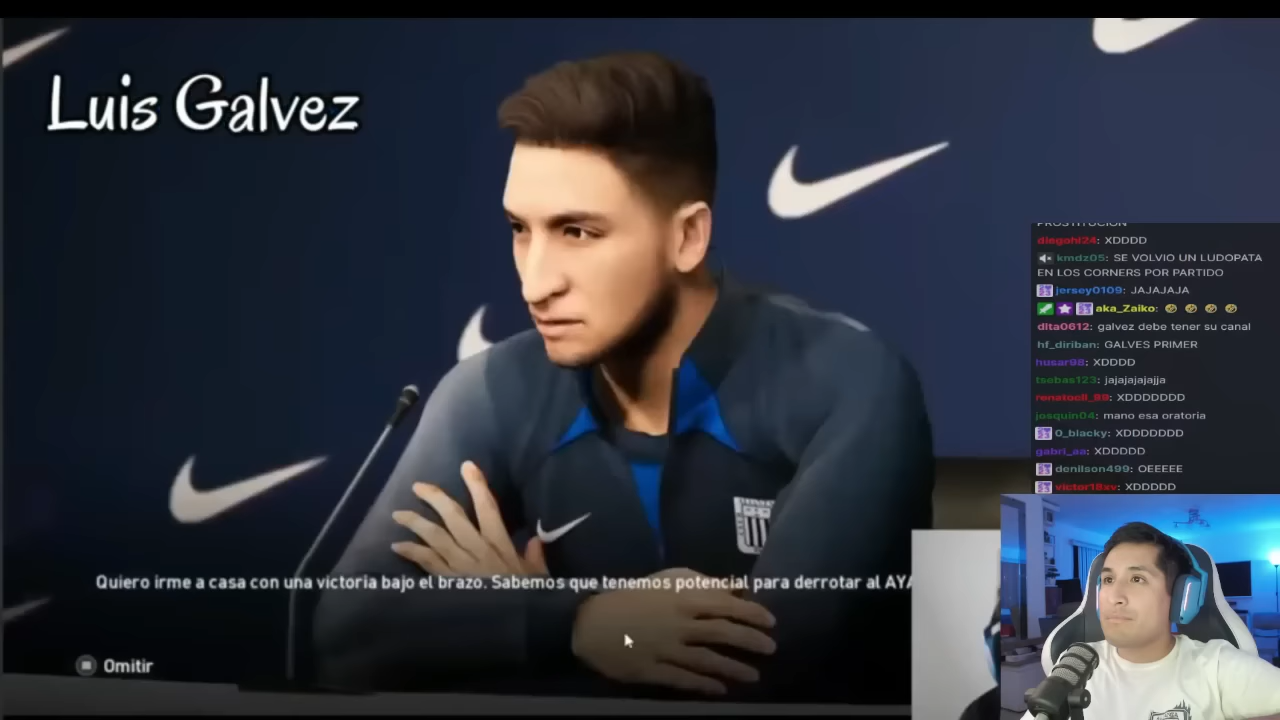 Luis Galvez
PROSTITUCION
diegohl24: XDDDD
kmdz05: SE VOLVIO UN LUDOPATA
EN LOS CORNERS POR PARTIDO
jersey0109: JAJAJAJA
aka_Zaiko:
dita0612: galvez debe tener su canal
hf_diriban: GALVES PRIMER
husar98: XDDDD
tsebas123: jajajajajajja
renatocll_99: XDDDDDDD
josquin04: mano esa oratoria
0_blacky: XDDDDDDD
gabri_aa: XDDDDD
denilson499: OEEEEE
victor18xy: XDDDDD
Quiero irme a casa con una victoria bajo el brazo. Sabemos que tenemos potencial para derrotar al AYA
Omitir